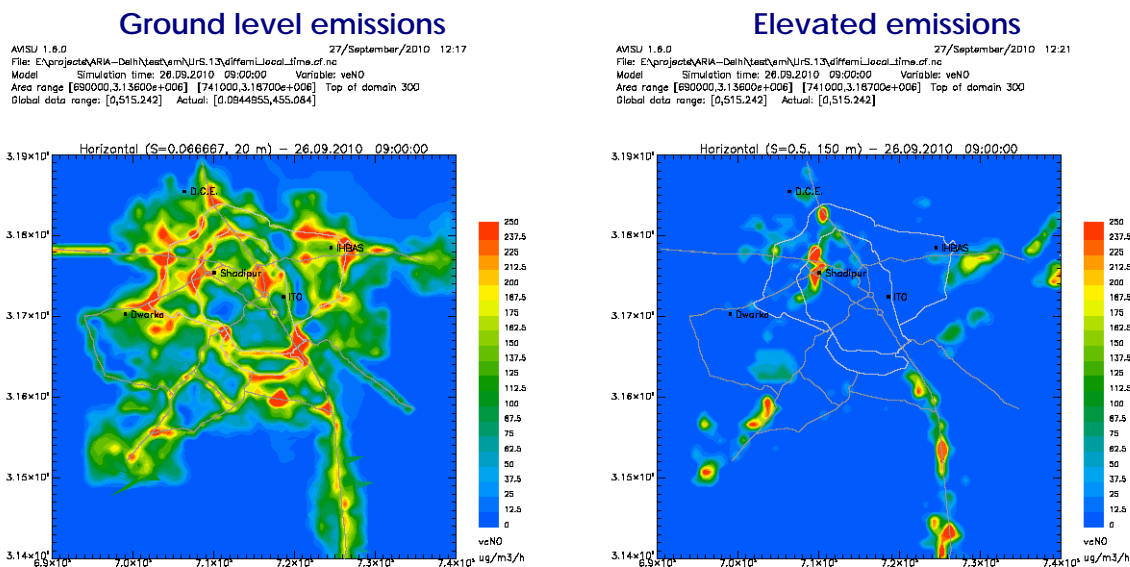 Ground level emissions
AVISU 1.6.0 27/September/2010 12:17
File: E:\projects\ARIA-Delhi\test\emi\UrS.13\diffemi_local_time.cf.nc
Model Simulation time: 26.09.2010 09:00:00 Variable: veNO
Area range [690000,3.13600e+006] [741000,3.18700e+006] Top of domain 300
Global data range: [0,515.242] Actual: [0.0944955,455.084]
Horizontal (S=0.066667, 20 m) - 26.09.2010 09:00:00
3.19×10⁶
3.18×10⁶
3.17×10⁶
3.16×10⁶
3.15×10⁶
3.14×10⁶
6.9×10⁵ 7.0×10⁵ 7.1×10⁵ 7.2×10⁵ 7.3×10⁵ 7.4×10⁵
D.C.E.
IHBAS
Shadipur
ITO
Dwarka
250
237.5
225
212.5
200
187.5
175
162.5
150
137.5
125
112.5
100
87.5
75
62.5
50
37.5
25
12.5
0
veNO
ug/m3/h
Elevated emissions
AVISU 1.6.0 27/September/2010 12:21
File: E:\projects\ARIA-Delhi\test\emi\UrS.13\diffemi_local_time.cf.nc
Model Simulation time: 26.09.2010 09:00:00 Variable: veNO
Area range [690000,3.13600e+006] [741000,3.18700e+006] Top of domain 300
Global data range: [0,515.242] Actual: [0,515.242]
Horizontal (S=0.5, 150 m) - 26.09.2010 09:00:00
3.19×10⁶
3.18×10⁶
3.17×10⁶
3.16×10⁶
3.15×10⁶
3.14×10⁶
6.9×10⁵ 7.0×10⁵ 7.1×10⁵ 7.2×10⁵ 7.3×10⁵ 7.4×10⁵
D.C.E.
IHBAS
Shadipur
ITO
Dwarka
250
237.5
225
212.5
200
187.5
175
162.5
150
137.5
125
112.5
100
87.5
75
62.5
50
37.5
25
12.5
0
veNO
ug/m3/h